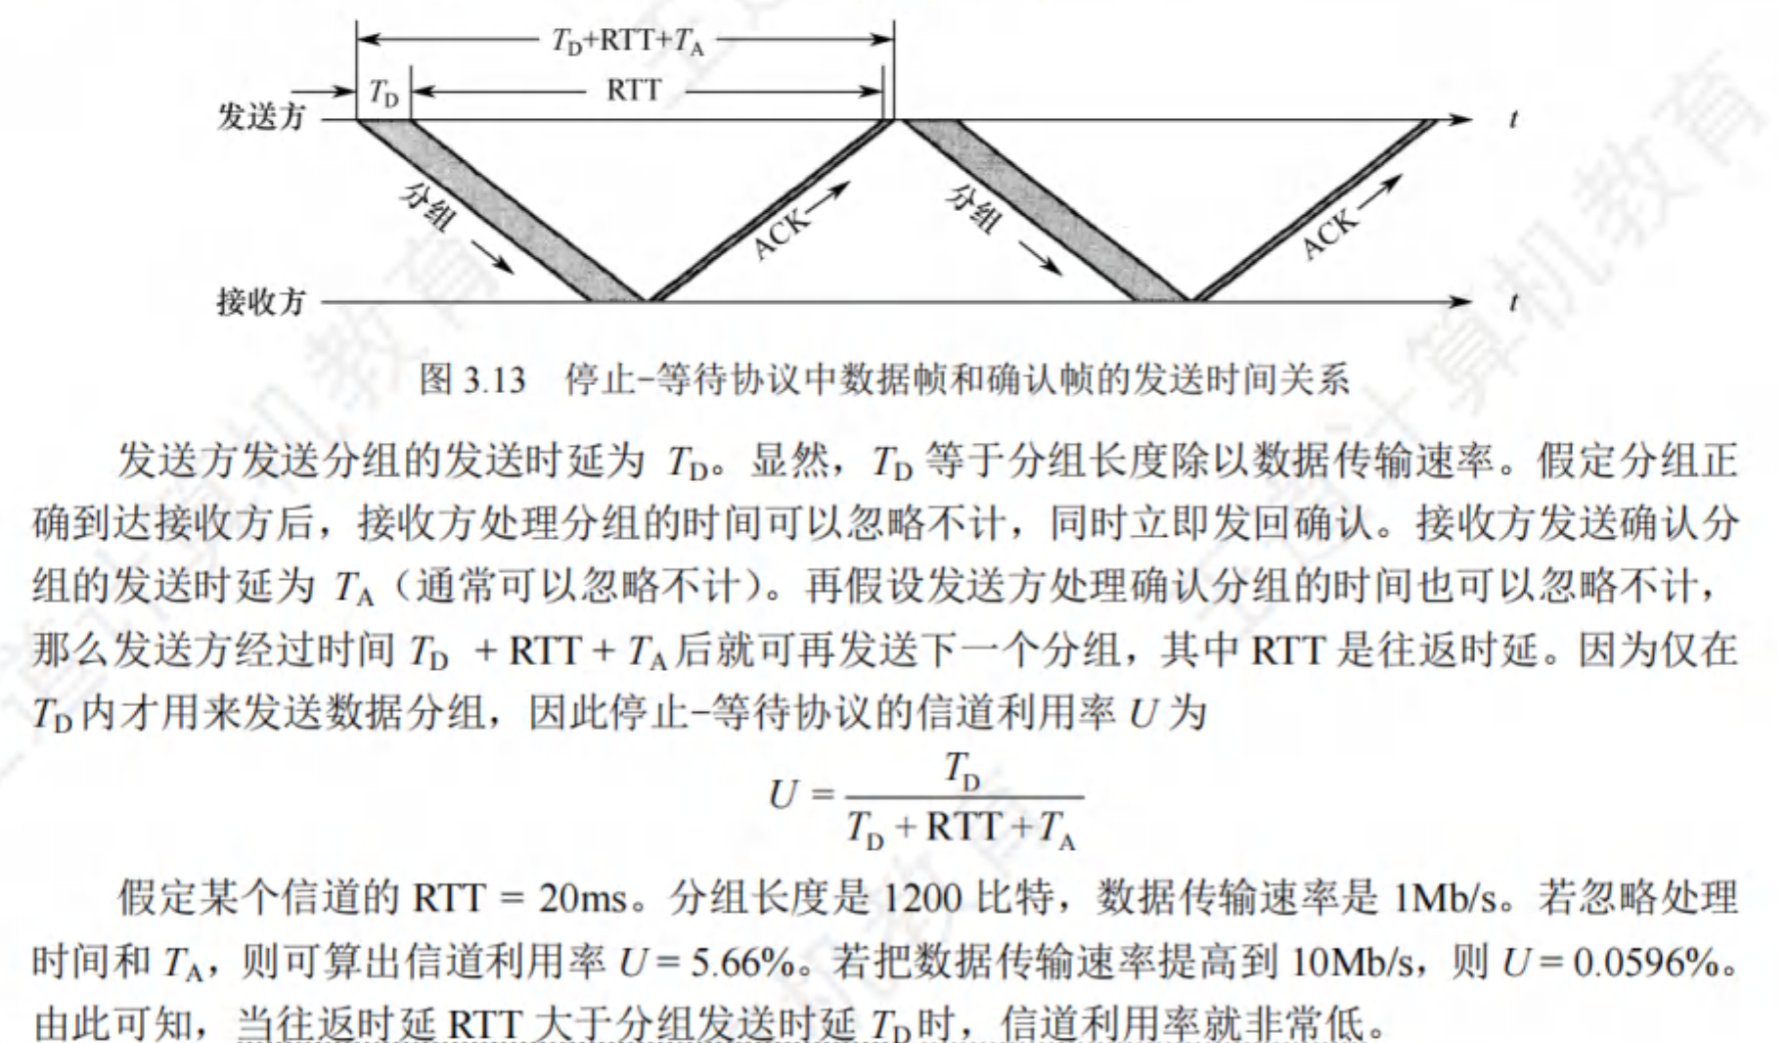 T_D+RTT+T_A
T_D RTT
发送方 t
分组 ACK 分组 ACK
接收方 t
图 3.13 停止-等待协议中数据帧和确认帧的发送时间关系
发送方发送分组的发送时延为 T_D。显然，T_D 等于分组长度除以数据传输速率。假定分组正
确到达接收方后，接收方处理分组的时间可以忽略不计，同时立即发回确认。接收方发送确认分
组的发送时延为 T_A（通常可以忽略不计）。再假设发送方处理确认分组的时间也可以忽略不计，
那么发送方经过时间 T_D + RTT + T_A 后就可再发送下一个分组，其中 RTT 是往返时延。因为仅在
T_D 内才用来发送数据分组，因此停止-等待协议的信道利用率 U 为
U = T_D / (T_D + RTT + T_A)
假定某个信道的 RTT = 20ms。分组长度是 1200 比特，数据传输速率是 1Mb/s。若忽略处理
时间和 T_A，则可算出信道利用率 U = 5.66%。若把数据传输速率提高到 10Mb/s，则 U = 0.0596%。
由此可知，当往返时延 RTT 大于分组发送时延 T_D 时，信道利用率就非常低。